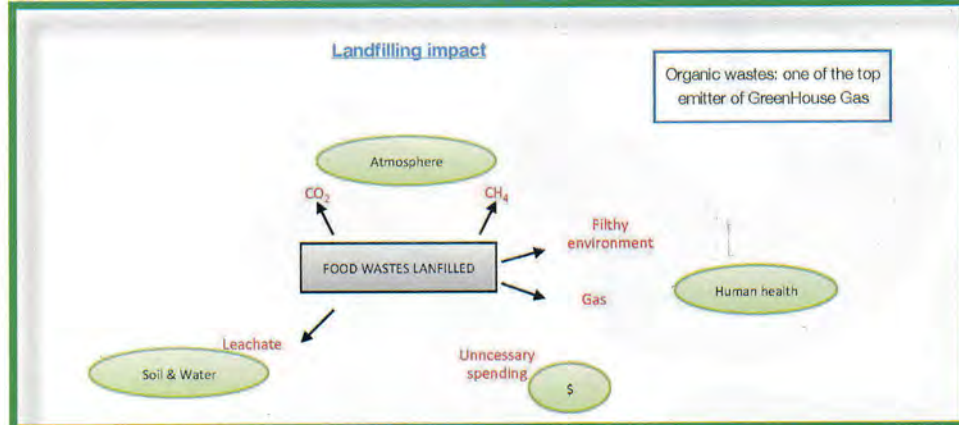 Landfilling impact
Organic wastes: one of the top
emitter of GreenHouse Gas
Atmosphere
CO₂
CH₄
Filthy
environment
FOOD WASTES LANFILLED
Gas
Human health
Leachate
Soil & Water
Unncessary
spending
$